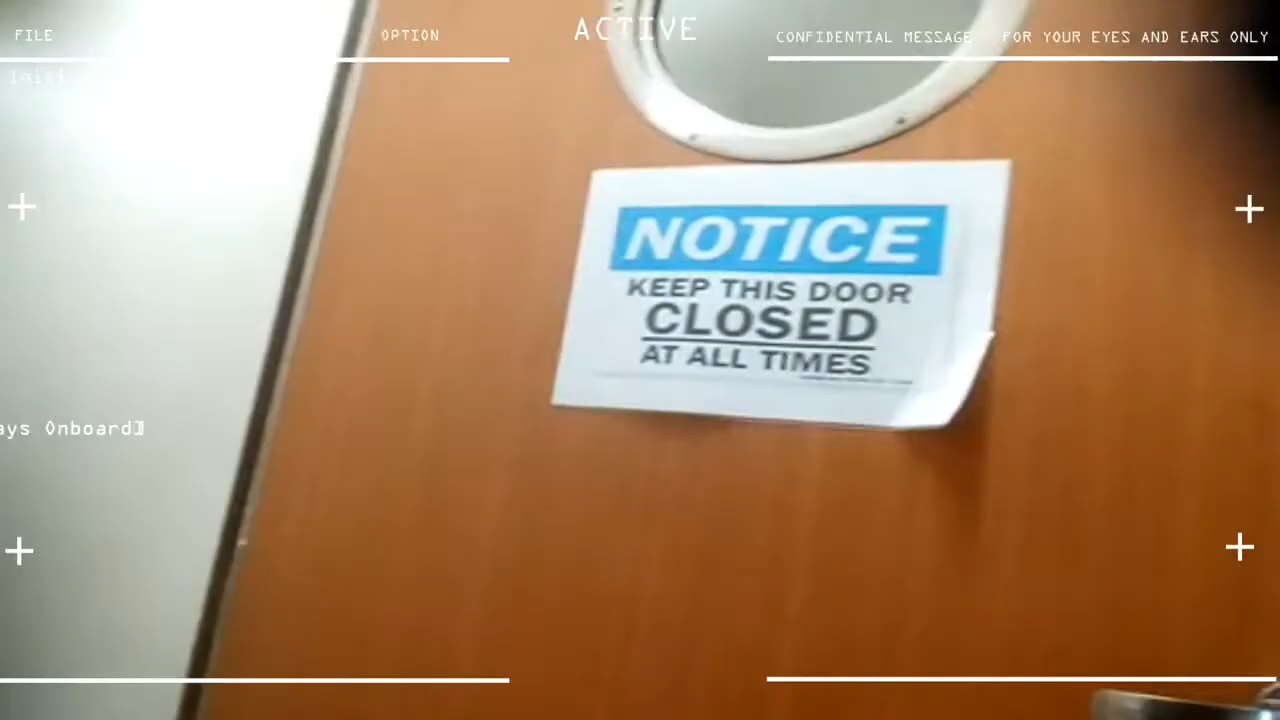 FILE
OPTION
ACTIVE
CONFIDENTIAL MESSAGE FOR YOUR EYES AND EARS ONLY
Initi
NOTICE
KEEP THIS DOOR
CLOSED
AT ALL TIMES
ays Onboard]